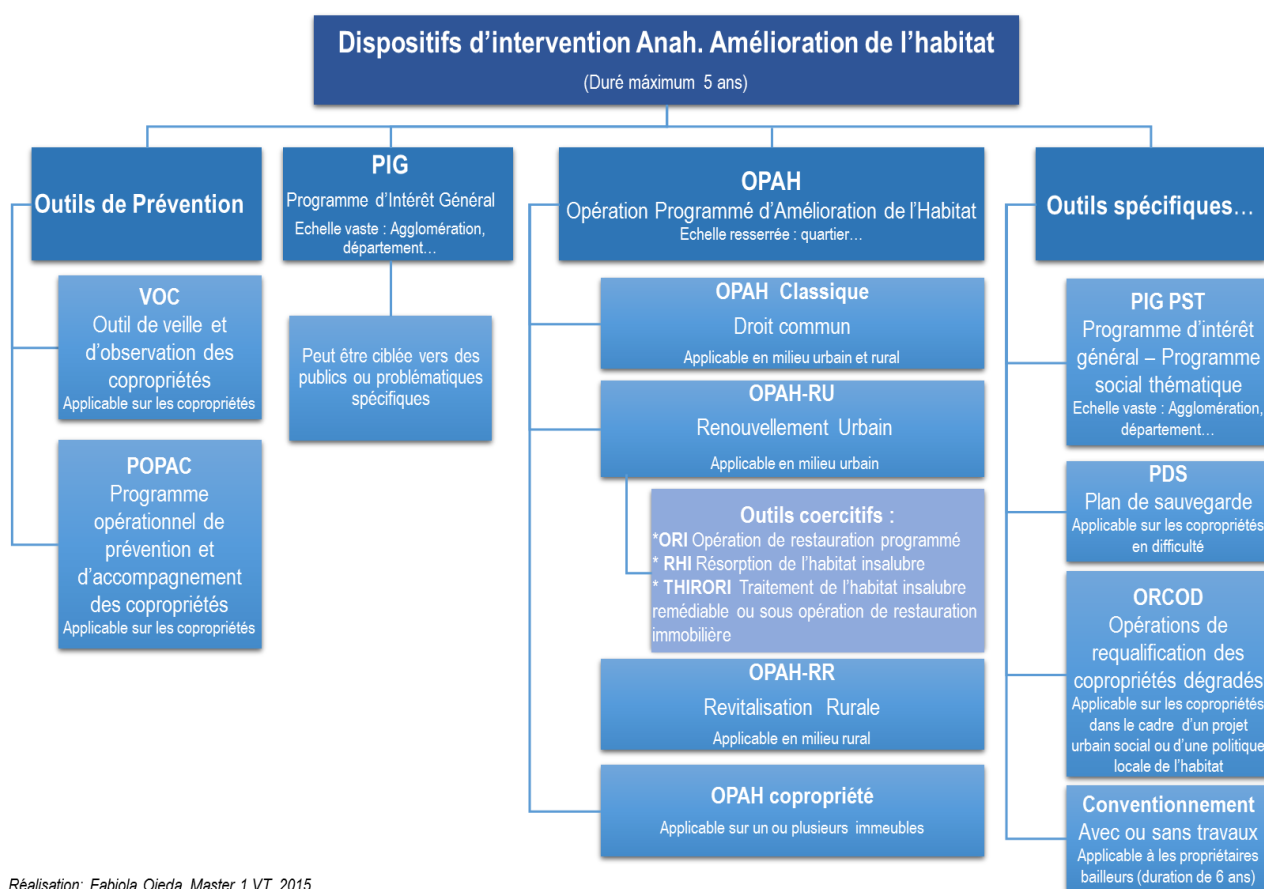 Dispositifs d'intervention Anah. Amélioration de l'habitat
(Duré máximum 5 ans)
Outils de Prévention
VOC
Outil de veille et
d'observation des
copropriétés
Applicable sur les copropriétés
POPAC
Programme
opérationnel de
prévention et
d'accompagnement
des copropriétés
Applicable sur les copropriétés
PIG
Programme d'Intérêt Général
Echelle vaste : Agglomération,
département…
Peut être ciblée vers des
publics ou problématiques
spécifiques
OPAH
Opération Programmé d'Amélioration de l'Habitat
Echelle resserrée : quartier…
OPAH Classique
Droit commun
Applicable en milieu urbain et rural
OPAH-RU
Renouvellement Urbain
Applicable en milieu urbain
Outils coercitifs :
*ORI Opération de restauration programmé
* RHI Résorption de l'habitat insalubre
* THIRORI Traitement de l'habitat insalubre
remédiable ou sous opération de restauration
immobilière
OPAH-RR
Revitalisation Rurale
Applicable en milieu rural
OPAH copropriété
Applicable sur un ou plusieurs immeubles
Outils spécifiques…
PIG PST
Programme d'intérêt
général – Programme
social thématique
Echelle vaste : Agglomération,
département…
PDS
Plan de sauvegarde
Applicable sur les copropriétés
en difficulté
ORCOD
Opérations de
requalification des
copropriétés dégradés
Applicable sur les copropriétés
dans le cadre d'un projet
urbain social ou d'une politique
locale de l'habitat
Conventionnement
Avec ou sans travaux
Applicable à les propriétaires
bailleurs (duration de 6 ans)
Réalisation: Fabiola Ojeda Master 1 VT 2015